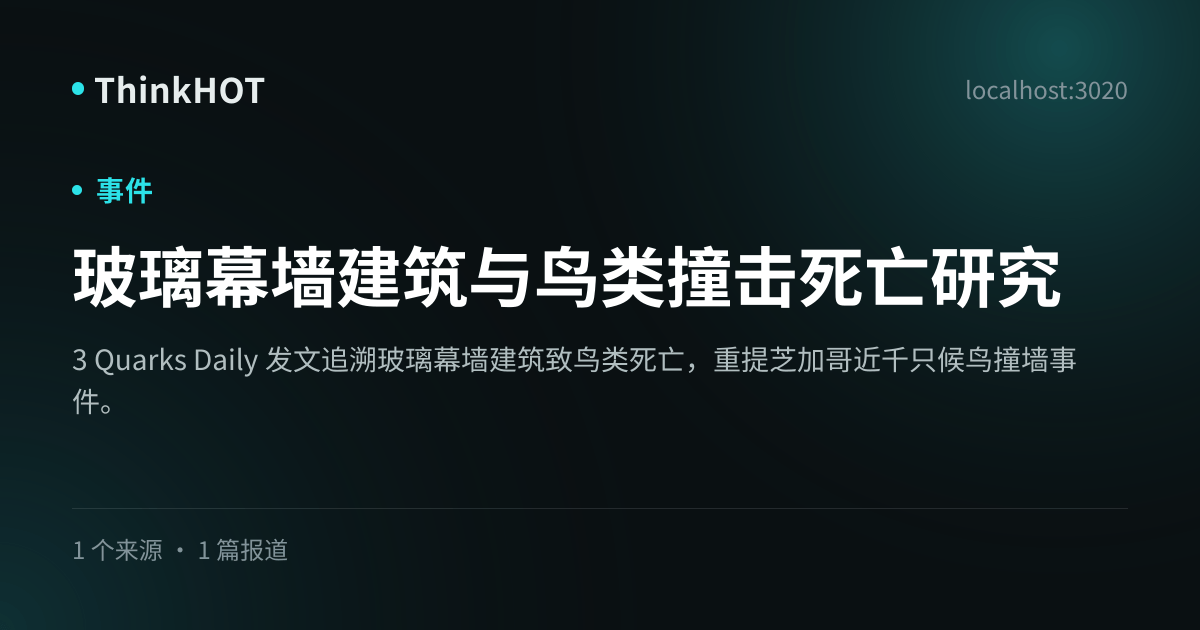 ThinkHOT
localhost:3020
事件
玻璃幕墙建筑与鸟类撞击死亡研究
3 Quarks Daily 发文追溯玻璃幕墙建筑致鸟类死亡，重提芝加哥近千只候鸟撞墙事
件。
1 个来源 · 1 篇报道